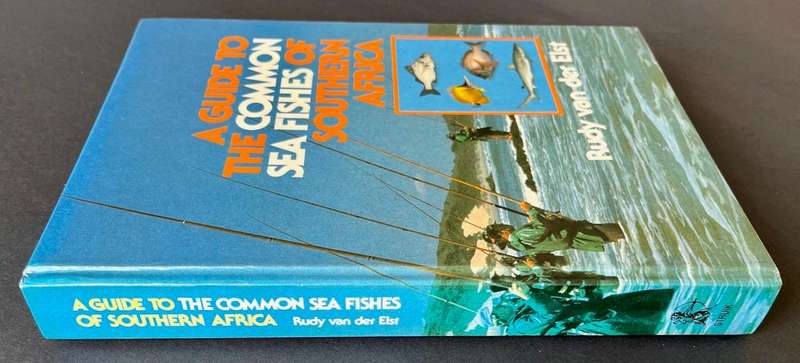 A GUIDE TO
THE COMMON
SEA FISHES OF
SOUTHERN
AFRICA
Rudy van der Elst
A GUIDE TO THE COMMON SEA FISHES
OF SOUTHERN AFRICA Rudy van der Elst
STRUIK